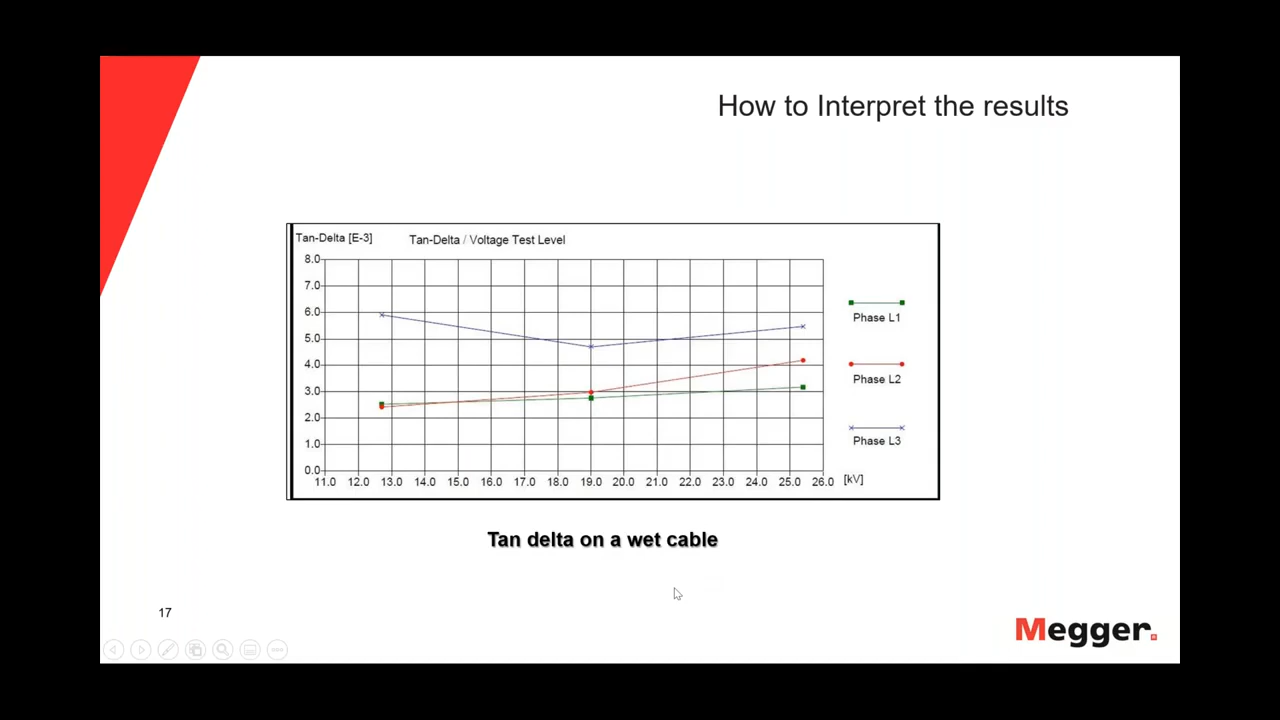 How to Interpret the results
Tan-Delta [E-3]
Tan-Delta / Voltage Test Level
8.0
7.0
6.0
5.0
4.0
3.0
2.0
1.0
0.0
11.0 12.0 13.0 14.0 15.0 16.0 17.0 18.0 19.0 20.0 21.0 22.0 23.0 24.0 25.0 26.0 [kV]
Phase L1
Phase L2
Phase L3
Tan delta on a wet cable
17
Megger.